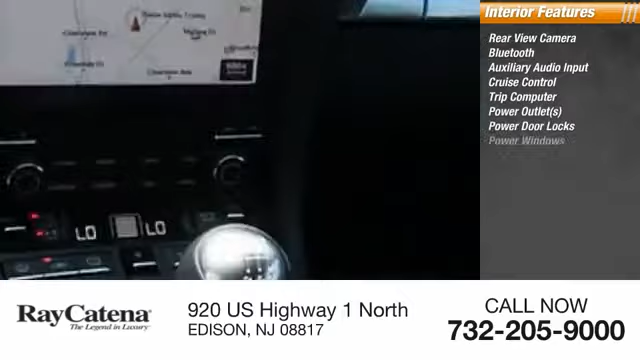 Interior Features
Rear View Camera
Bluetooth
Auxiliary Audio Input
Cruise Control
Trip Computer
Power Outlet(s)
Power Door Locks
Power Windows
LO LO
RayCatena
The Legend in Luxury
920 US Highway 1 North
EDISON, NJ 08817
CALL NOW
732-205-9000